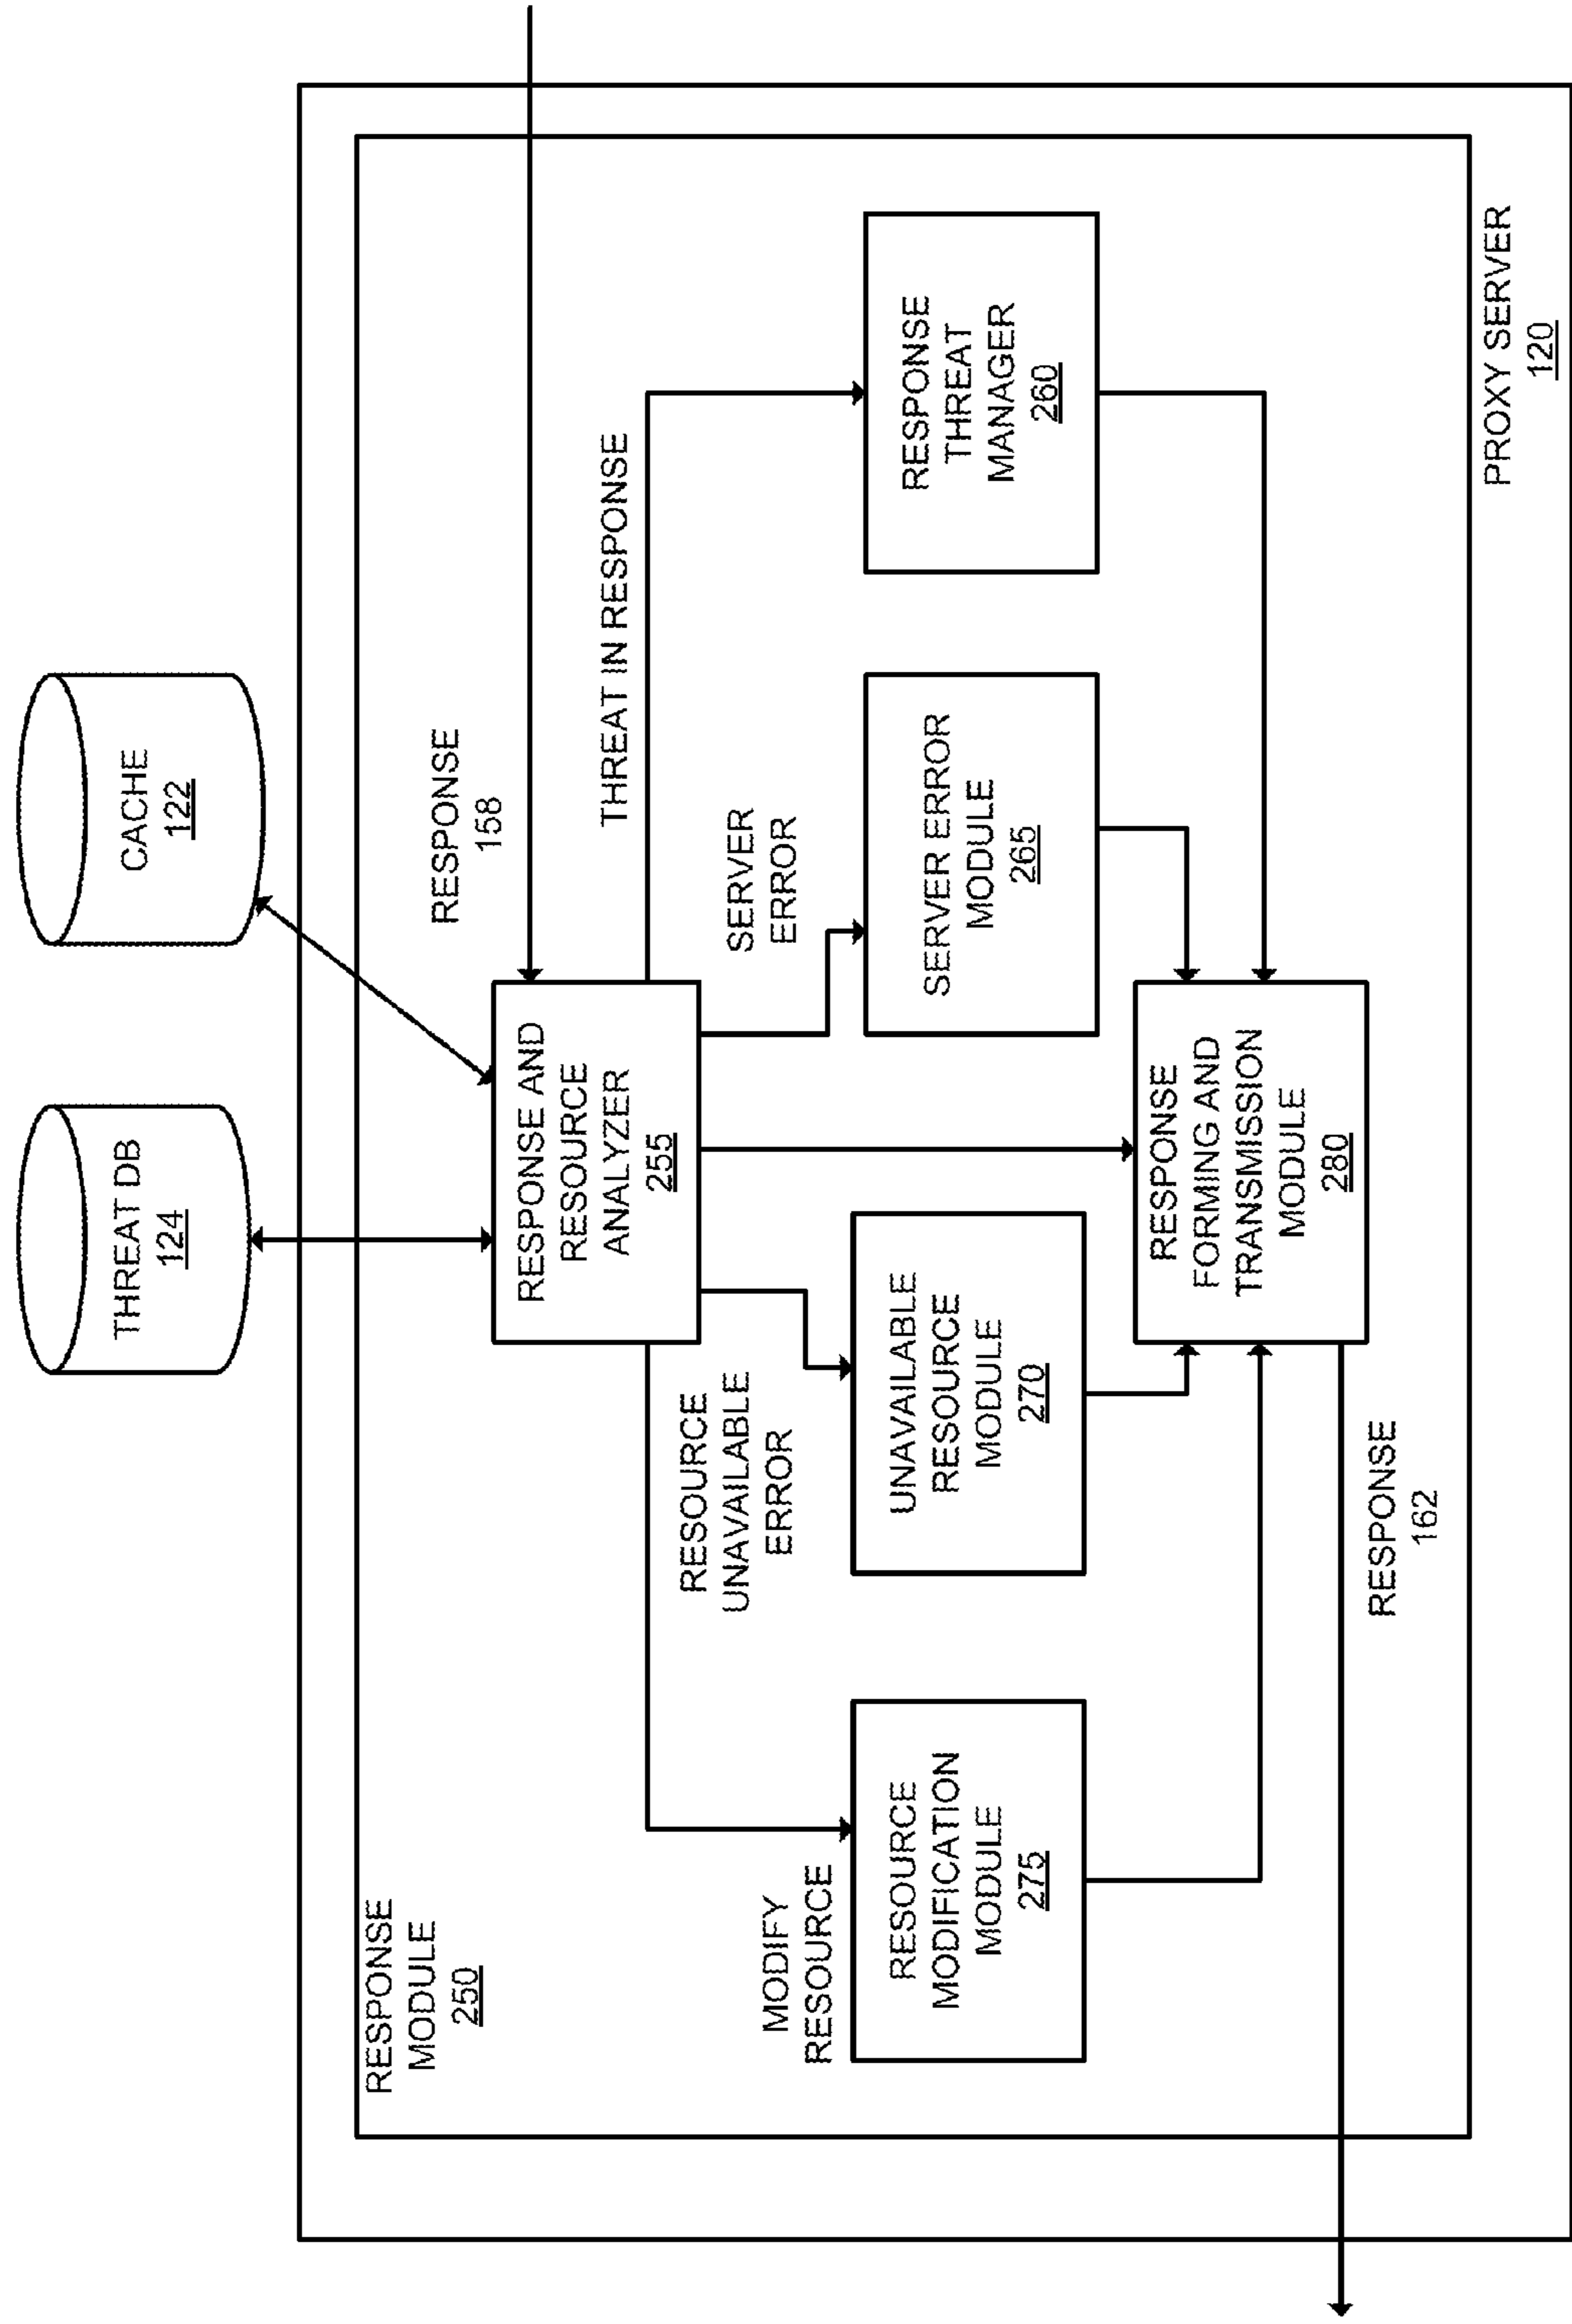 THREAT DB
124
CACHE
122
RESPONSE
MODULE
250
RESPONSE
158
RESPONSE AND
RESOURCE
ANALYZER
255
THREAT IN RESPONSE
SERVER
ERROR
RESOURCE
UNAVAILABLE
ERROR
MODIFY
RESOURCE
RESOURCE
MODIFICATION
MODULE
275
UNAVAILABLE
RESOURCE
MODULE
270
SERVER ERROR
MODULE
265
RESPONSE
THREAT
MANAGER
260
RESPONSE
FORMING AND
TRANSMISSION
MODULE
280
RESPONSE
162
PROXY SERVER
120